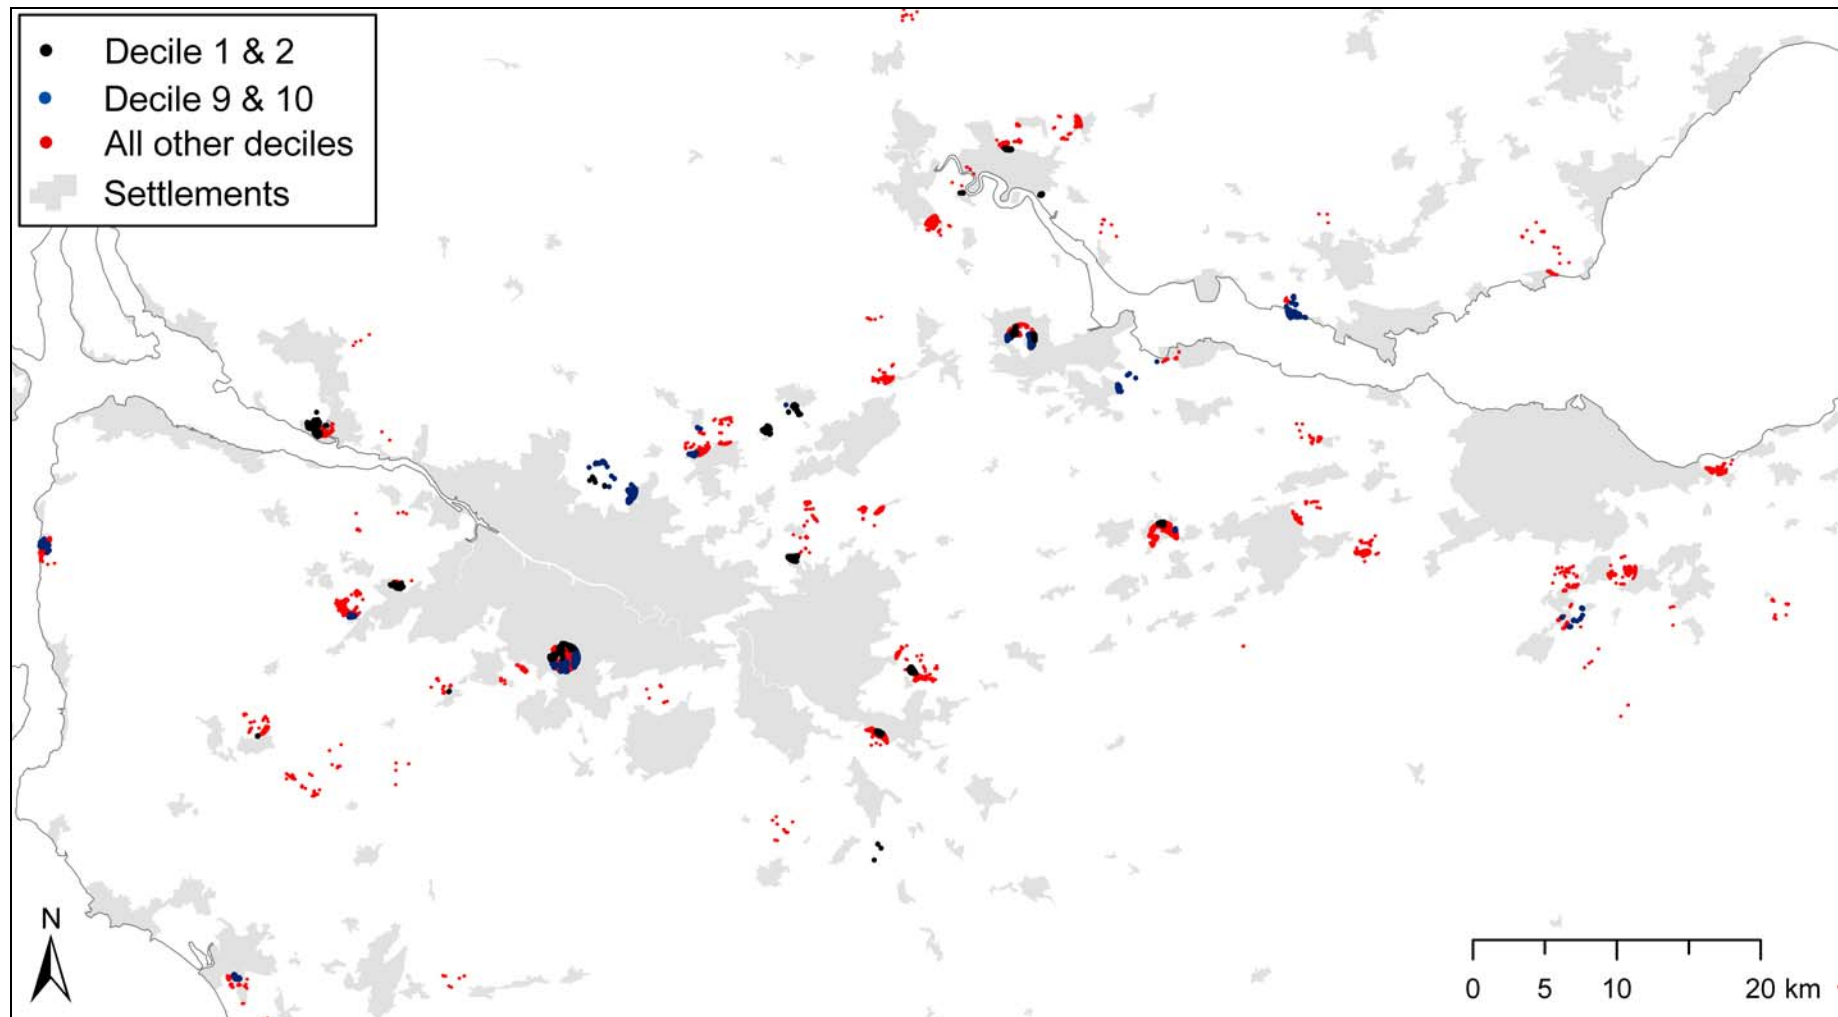 Decile 1 & 2
Decile 9 & 10
All other deciles
Settlements
N
0 5 10 20 km